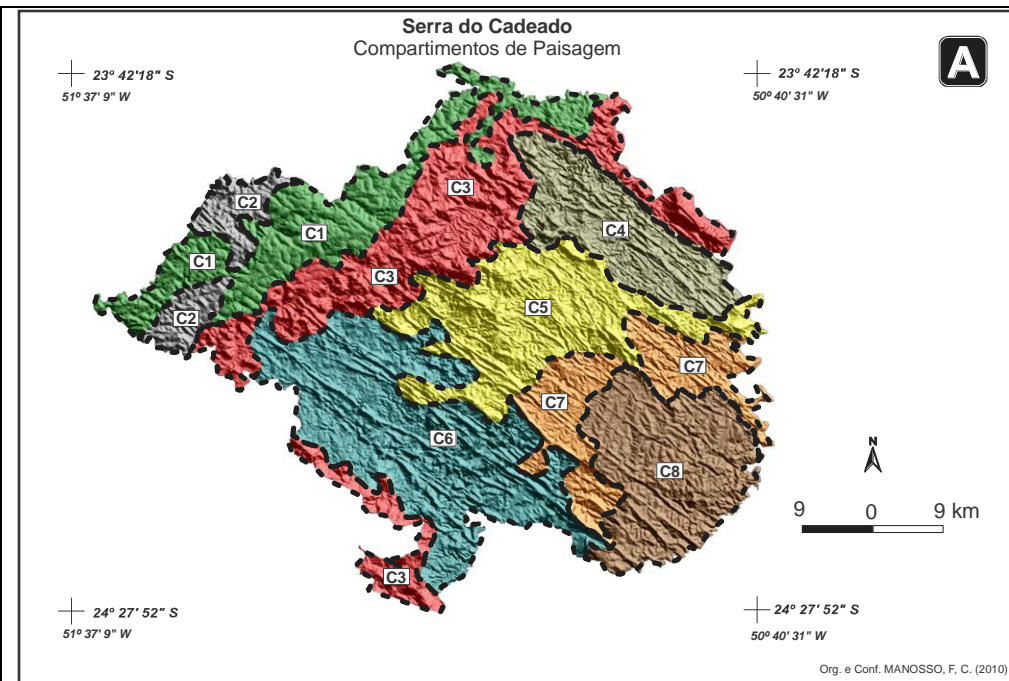 Serra do Cadeado
Compartimentos de Paisagem
A
23º 42'18" S
51º 37' 9" W
23º 42'18" S
50º 40' 31" W
C2
C3
C1
C4
C1
C3
C5
C2
C7
C7
C6
C8
N
9 0 9 km
C3
24º 27' 52" S
51º 37' 9" W
24º 27' 52" S
50º 40' 31" W
Org. e Conf. MANOSSO, F, C. (2010)